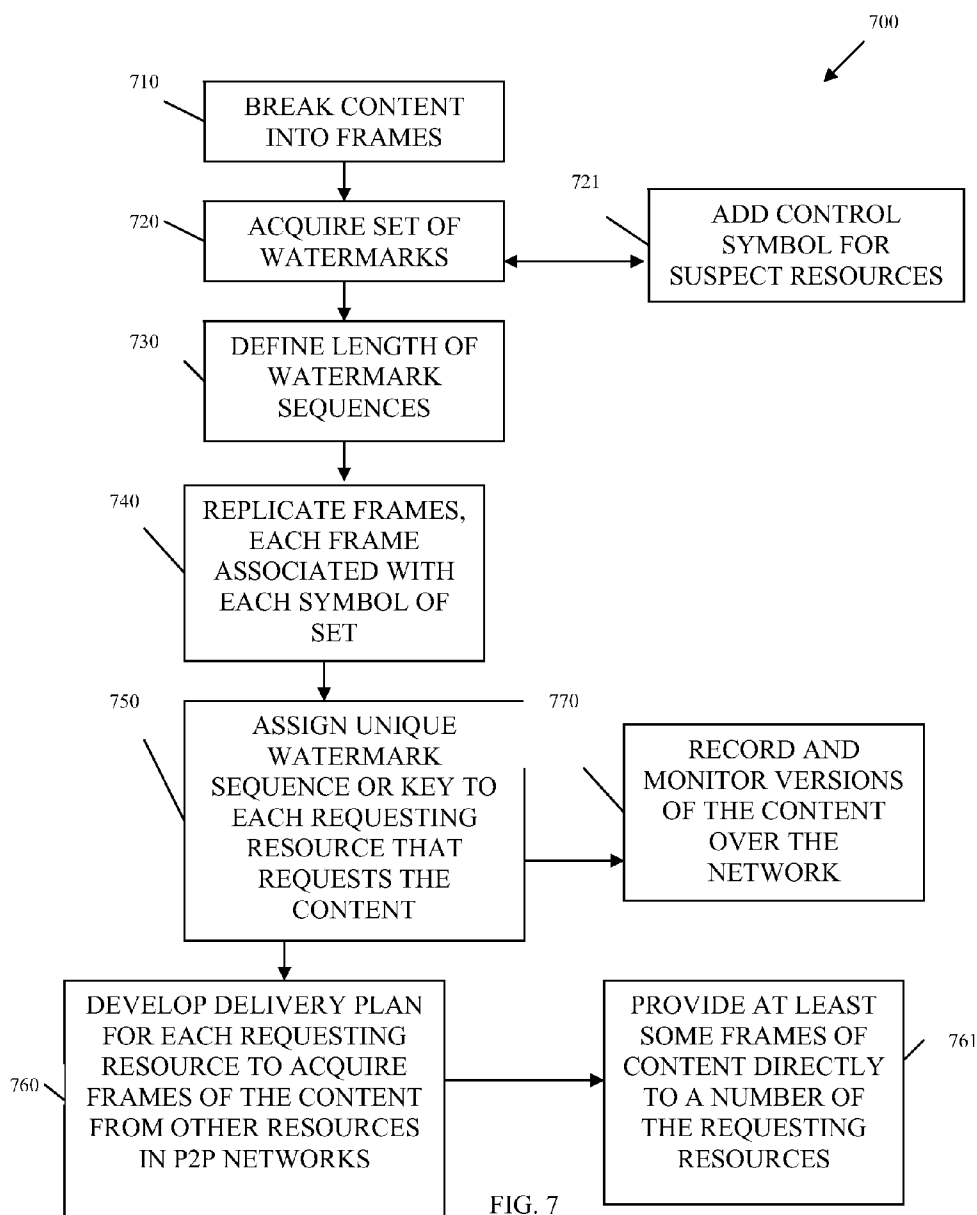 700
710
BREAK CONTENT
INTO FRAMES
720
ACQUIRE SET OF
WATERMARKS
721
ADD CONTROL
SYMBOL FOR
SUSPECT RESOURCES
730
DEFINE LENGTH OF
WATERMARK
SEQUENCES
740
REPLICATE FRAMES,
EACH FRAME
ASSOCIATED WITH
EACH SYMBOL OF
SET
750
ASSIGN UNIQUE
WATERMARK
SEQUENCE OR KEY TO
EACH REQUESTING
RESOURCE THAT
REQUESTS THE
CONTENT
770
RECORD AND
MONITOR VERSIONS
OF THE CONTENT
OVER THE
NETWORK
760
DEVELOP DELIVERY PLAN
FOR EACH REQUESTING
RESOURCE TO ACQUIRE
FRAMES OF THE CONTENT
FROM OTHER RESOURCES
IN P2P NETWORKS
PROVIDE AT LEAST
SOME FRAMES OF
CONTENT DIRECTLY
TO A NUMBER OF
THE REQUESTING
RESOURCES
761
FIG. 7